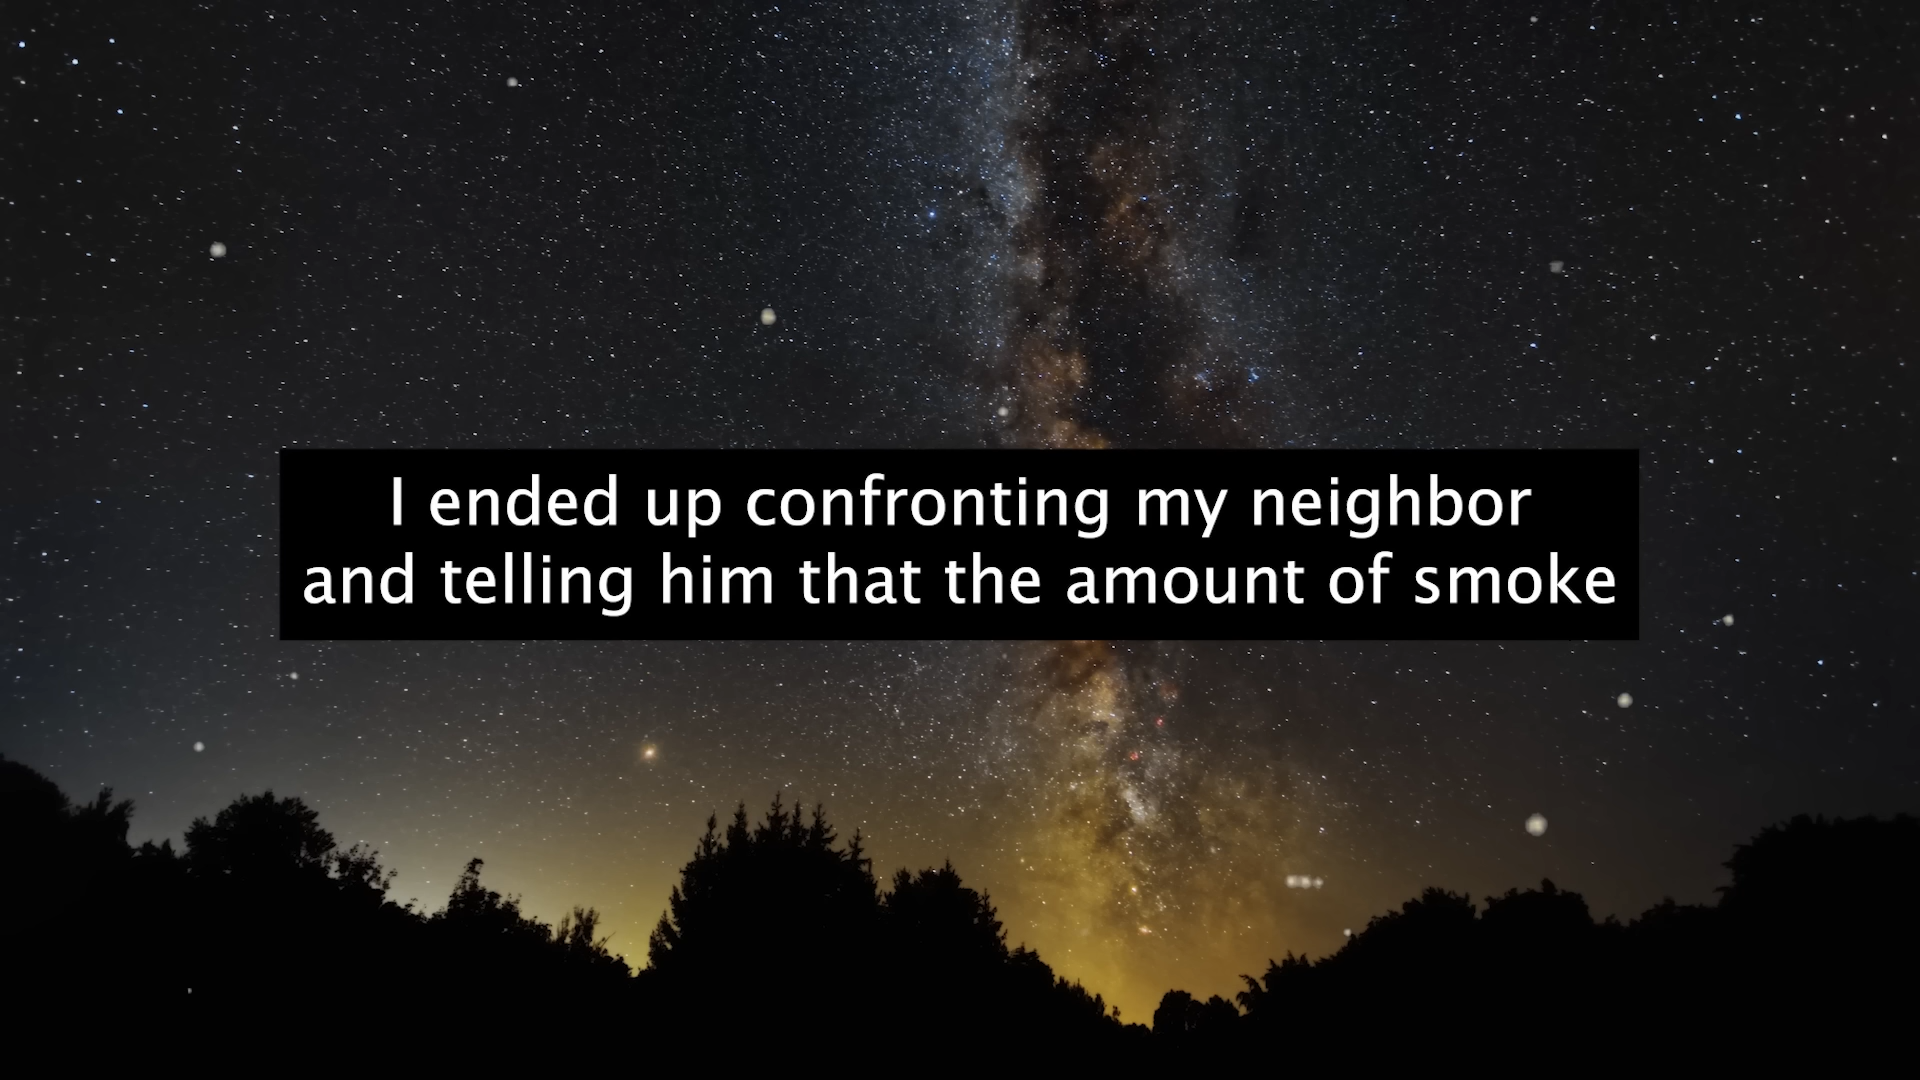 I ended up confronting my neighbor
and telling him that the amount of smoke